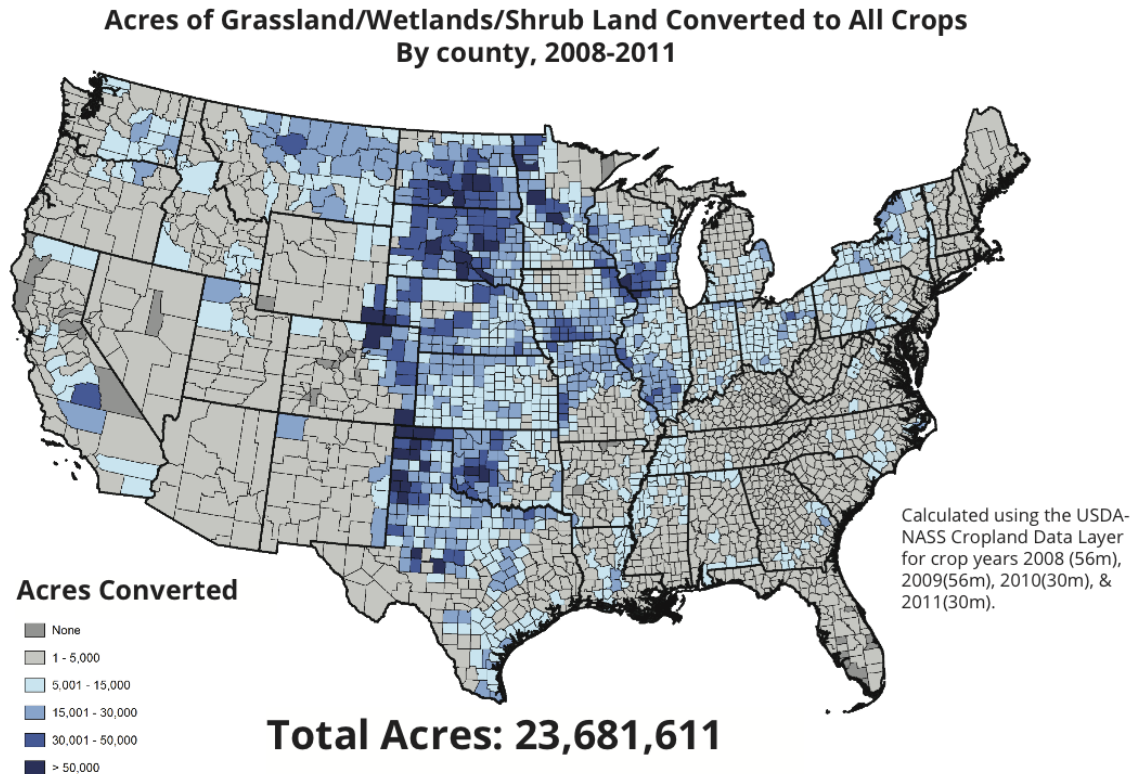 Acres of Grassland/Wetlands/Shrub Land Converted to All Crops
By county, 2008-2011
Calculated using the USDA-
NASS Cropland Data Layer
for crop years 2008 (56m),
2009(56m), 2010(30m), &
2011(30m).
Acres Converted
None
1 - 5,000
5,001 - 15,000
15,001 - 30,000
30,001 - 50,000
> 50,000
Total Acres: 23,681,611